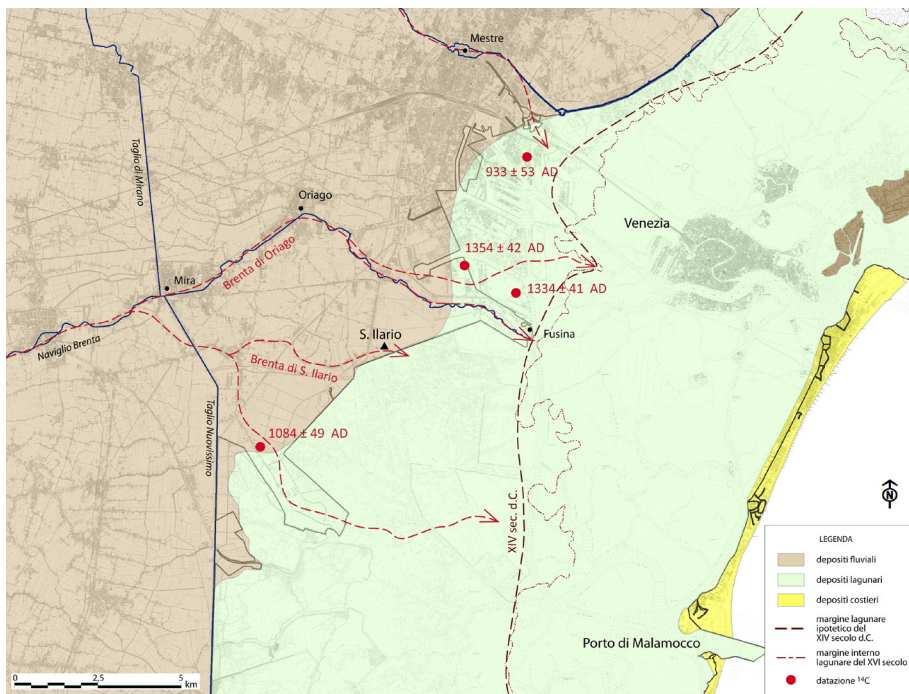 Mestre
Taglio di Mirano
933 ± 53 AD
Oriago
Venezia
Brenta di Oriago
1354 ± 42 AD
Mira
1334 ± 41 AD
Fusina
S. Ilario
Naviglio Brenta
Brenta di S. Ilario
Taglio Nuovissimo
1084 ± 49 AD
XIV sec. d.C.
N
Porto di Malamocco
LEGENDA
depositi fluviali
depositi lagunari
depositi costieri
margine lagunare
ipotetico del
XIV secolo d.C.
margine interno
lagunare del XVI secolo
datazione ¹⁴C
0 2,5 5
km